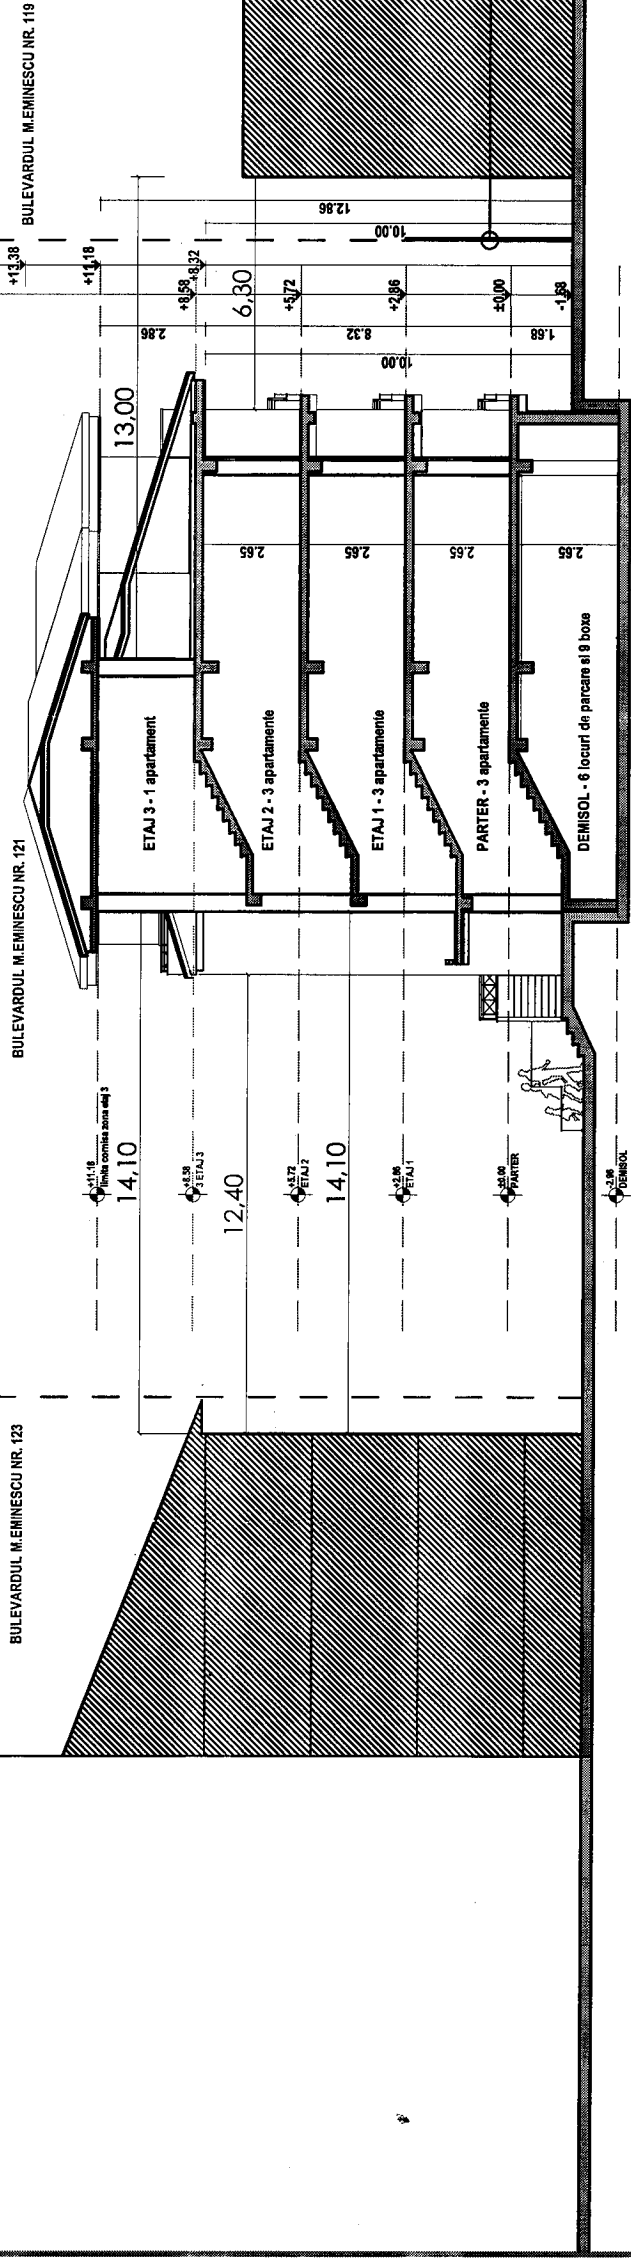 BULEVARDUL M.EMINESCU NR. 123
BULEVARDUL M.EMINESCU NR. 121
BULEVARDUL M.EMINESCU NR. 119
+13.38
+11.18
+8.32
+8.58
+5.72
+2.86
±0.00
-1.68
12.86
10.00
2.86
8.32
1.68
10.00
13,00
6,30
14,10
12,40
14,10
+11.18
limita cornisa zona etaj 3
+8.58
3 ETAJ 3
+5.72
ETAJ 2
+2.86
ETAJ 1
±0.00
PARTER
-2.96
DEMISOL
ETAJ 3 - 1 apartament
ETAJ 2 - 3 apartamente
ETAJ 1 - 3 apartamente
PARTER - 3 apartamente
DEMISOL - 6 locuri de parcare si 9 boxe
2.65
2.65
2.65
2.65